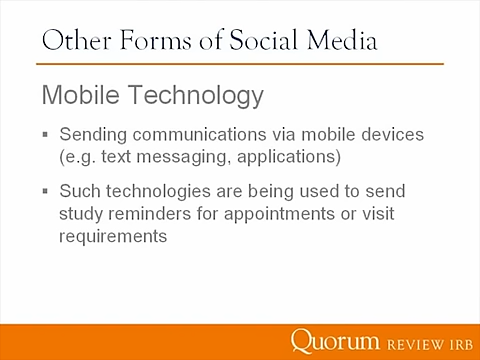 Other Forms of Social Media
Mobile Technology
▪ Sending communications via mobile devices
(e.g. text messaging, applications)
▪ Such technologies are being used to send
study reminders for appointments or visit
requirements
Quorum REVIEW IRB